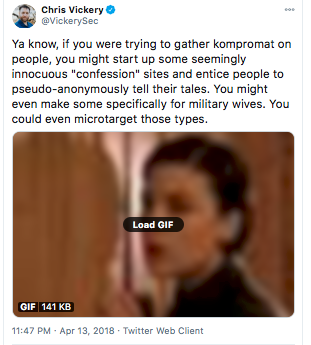 Chris Vickery
@VickerySec
Ya know, if you were trying to gather kompromat on
people, you might start up some seemingly
innocuous "confession" sites and entice people to
pseudo-anonymously tell their tales. You might
even make some specifically for military wives. You
could even microtarget those types.
Load GIF
GIF 141 KB
11:47 PM · Apr 13, 2018 · Twitter Web Client